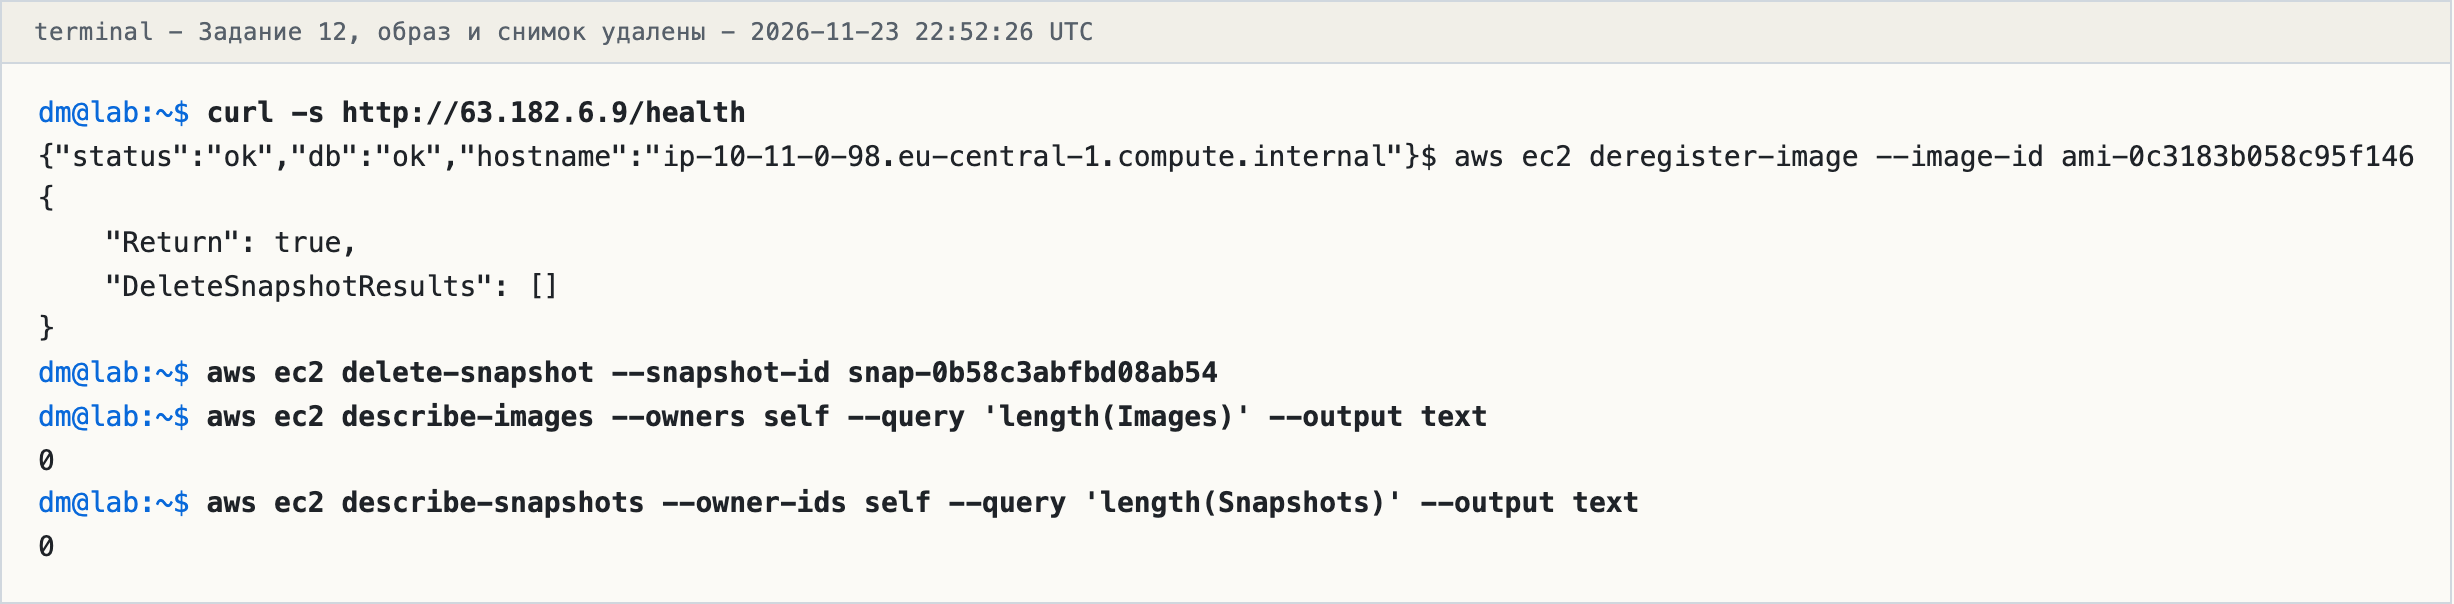 terminal — Задание 12, образ и снимок удалены — 2026-11-23 22:52:26 UTC
dm@lab:~$ curl -s http://63.182.6.9/health
{"status":"ok","db":"ok","hostname":"ip-10-11-0-98.eu-central-1.compute.internal"}$ aws ec2 deregister-image --image-id ami-0c3183b058c95f146
{
    "Return": true,
    "DeleteSnapshotResults": []
}
dm@lab:~$ aws ec2 delete-snapshot --snapshot-id snap-0b58c3abfbd08ab54
dm@lab:~$ aws ec2 describe-images --owners self --query 'length(Images)' --output text
0
dm@lab:~$ aws ec2 describe-snapshots --owner-ids self --query 'length(Snapshots)' --output text
0